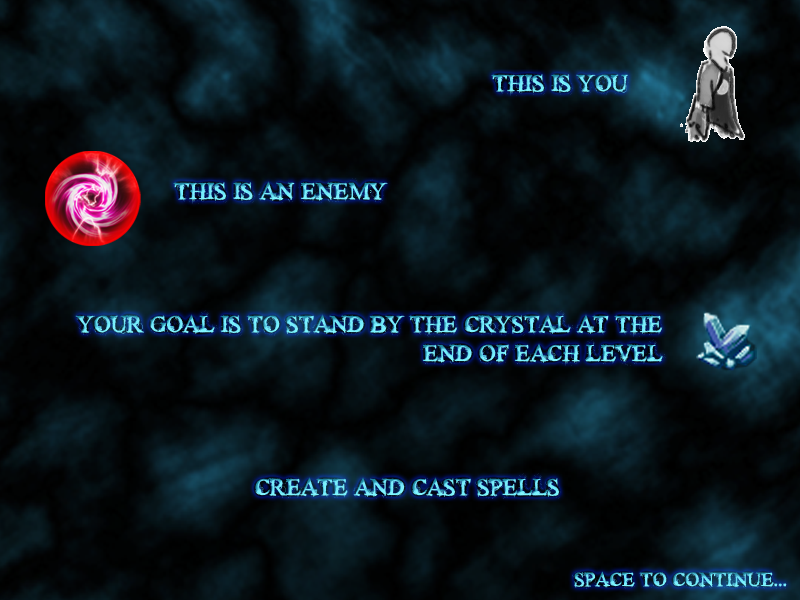 THIS IS YOU
THIS IS AN ENEMY
YOUR GOAL IS TO STAND BY THE CRYSTAL AT THE
END OF EACH LEVEL
CREATE AND CAST SPELLS
SPACE TO CONTINUE...